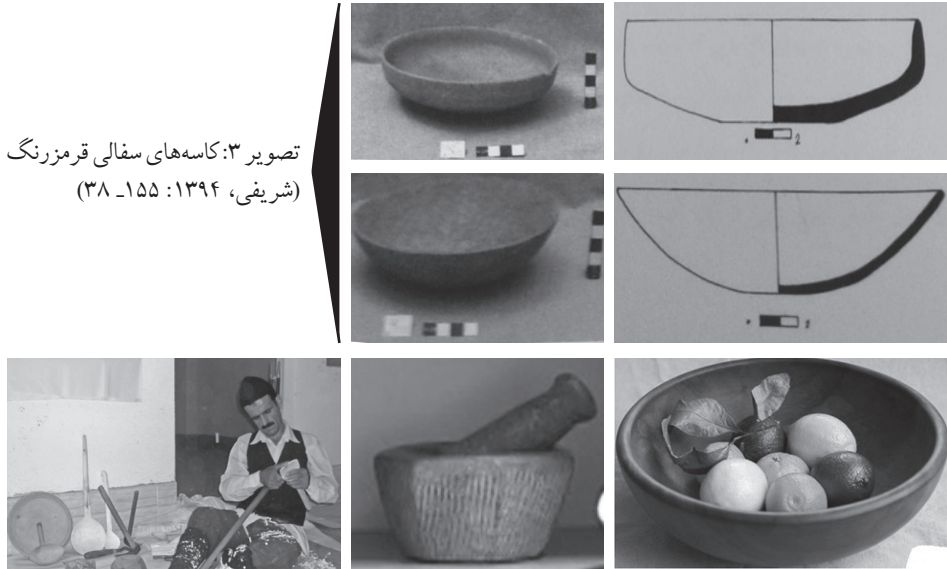 تصویر ۳: کاسه‌های سفالی قرمزرنگ
(شریفی، ۱۳۹۴: ۱۵۵ـ ۳۸)